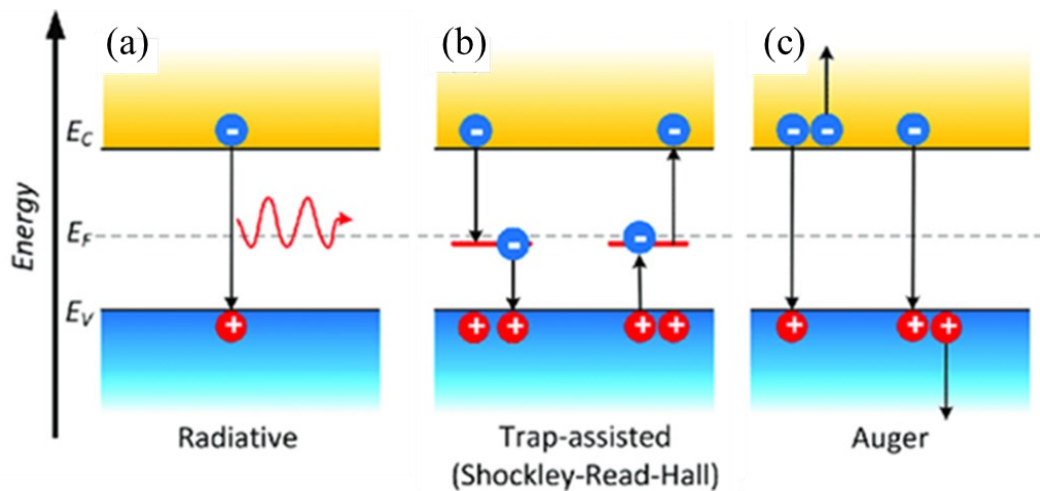 (a)
(b)
(c)
Energy
E_C
E_F
E_V
-
+
-
-
-
-
+
+
+
+
-
-
-
+
+
+
Radiative
Trap-assisted
(Shockley-Read-Hall)
Auger